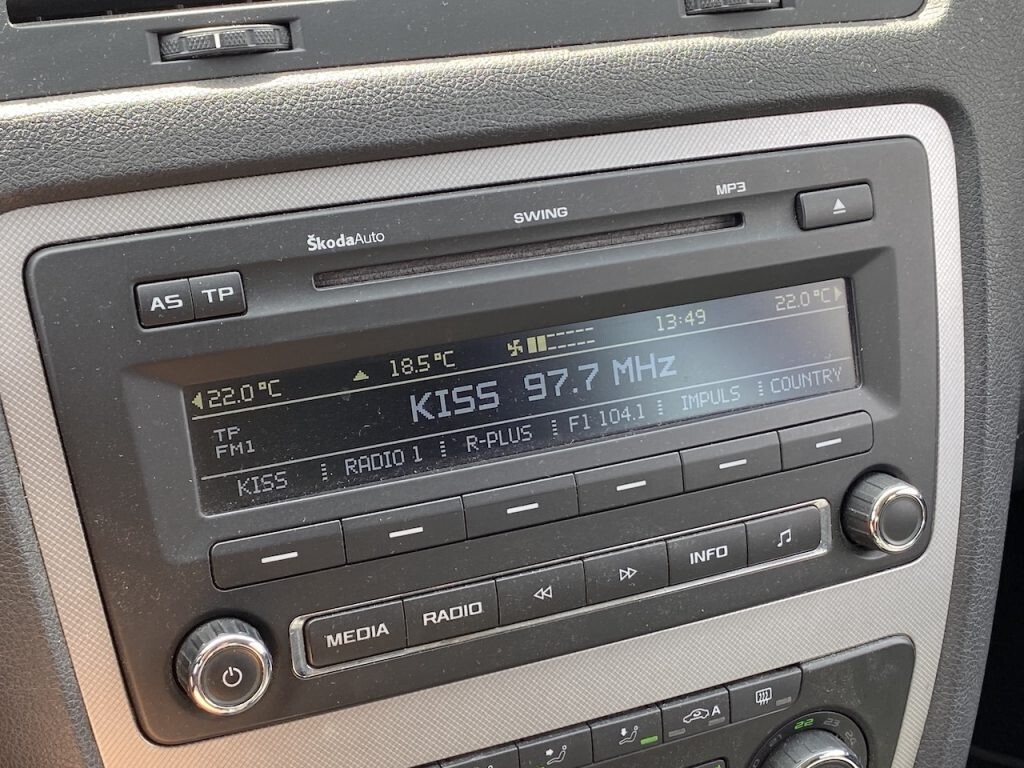 MP3
SWING
ŠkodaAuto
AS TP
22.0°C 18.5°C 13:49 22.0°C
KISS 97.7 MHz
TP
FM1
KISS RADIO 1 R-PLUS F1 104.1 IMPULS COUNTRY
MEDIA RADIO INFO
A
22